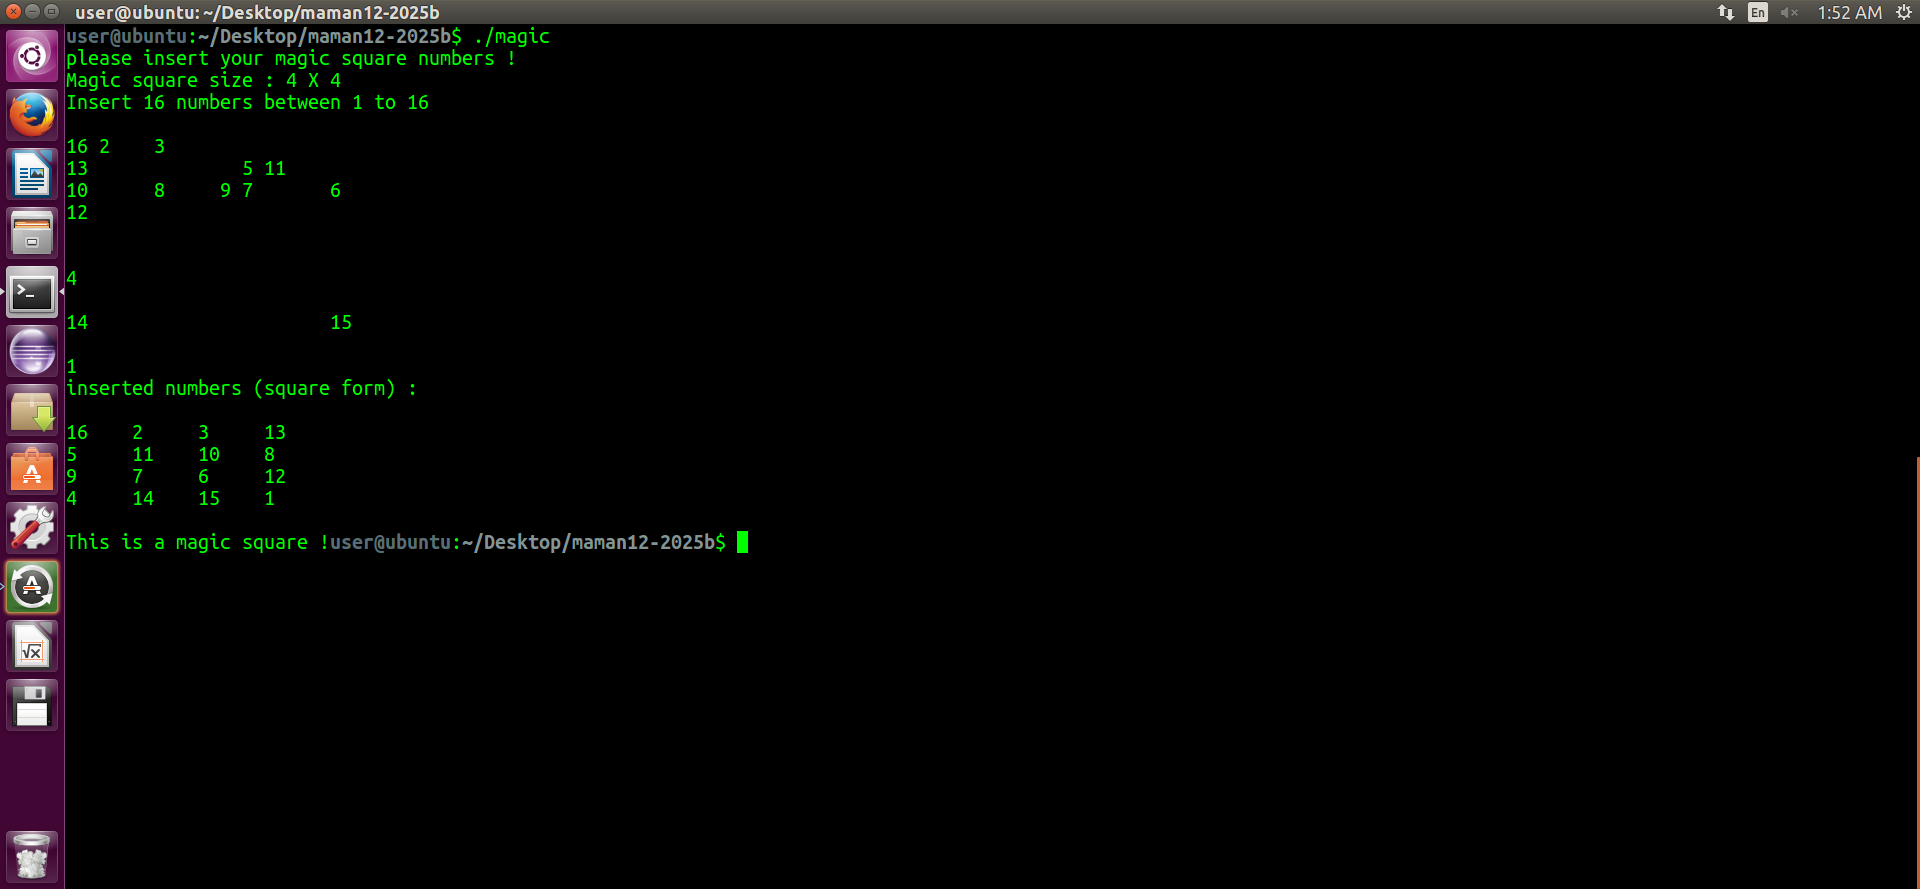 user@ubuntu: ~/Desktop/maman12-2025b
En
1:52 AM
user@ubuntu:~/Desktop/maman12-2025b$ ./magic
please insert your magic square numbers !
Magic square size : 4 X 4
Insert 16 numbers between 1 to 16
16 2    3
13              5 11
10      8     9 7       6
12
4
14                      15
1
inserted numbers (square form) :
16    2     3     13
5     11    10    8
9     7     6     12
4     14    15    1
This is a magic square !user@ubuntu:~/Desktop/maman12-2025b$